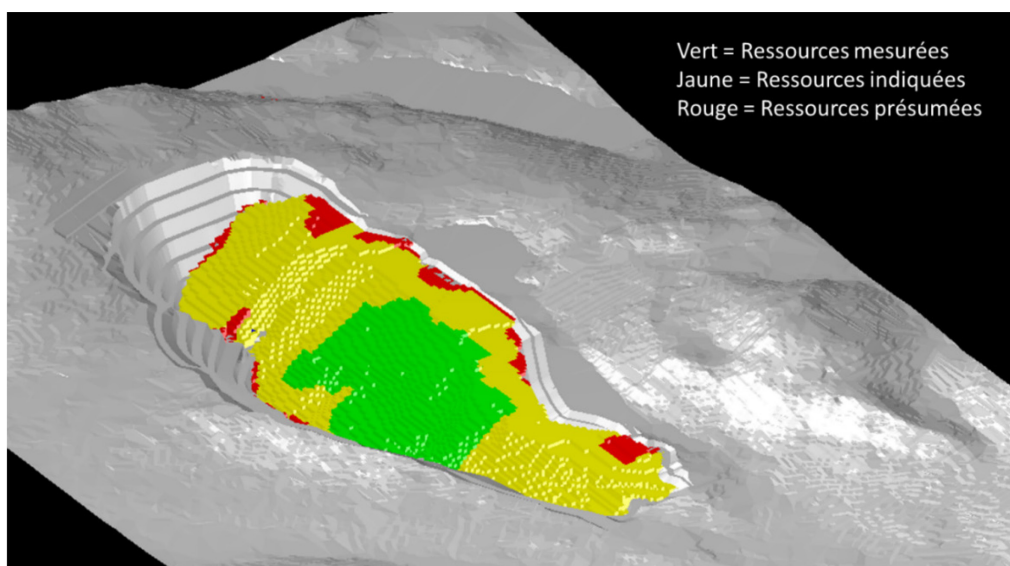 Vert = Ressources mesurées
Jaune = Ressources indiquées
Rouge = Ressources présumées